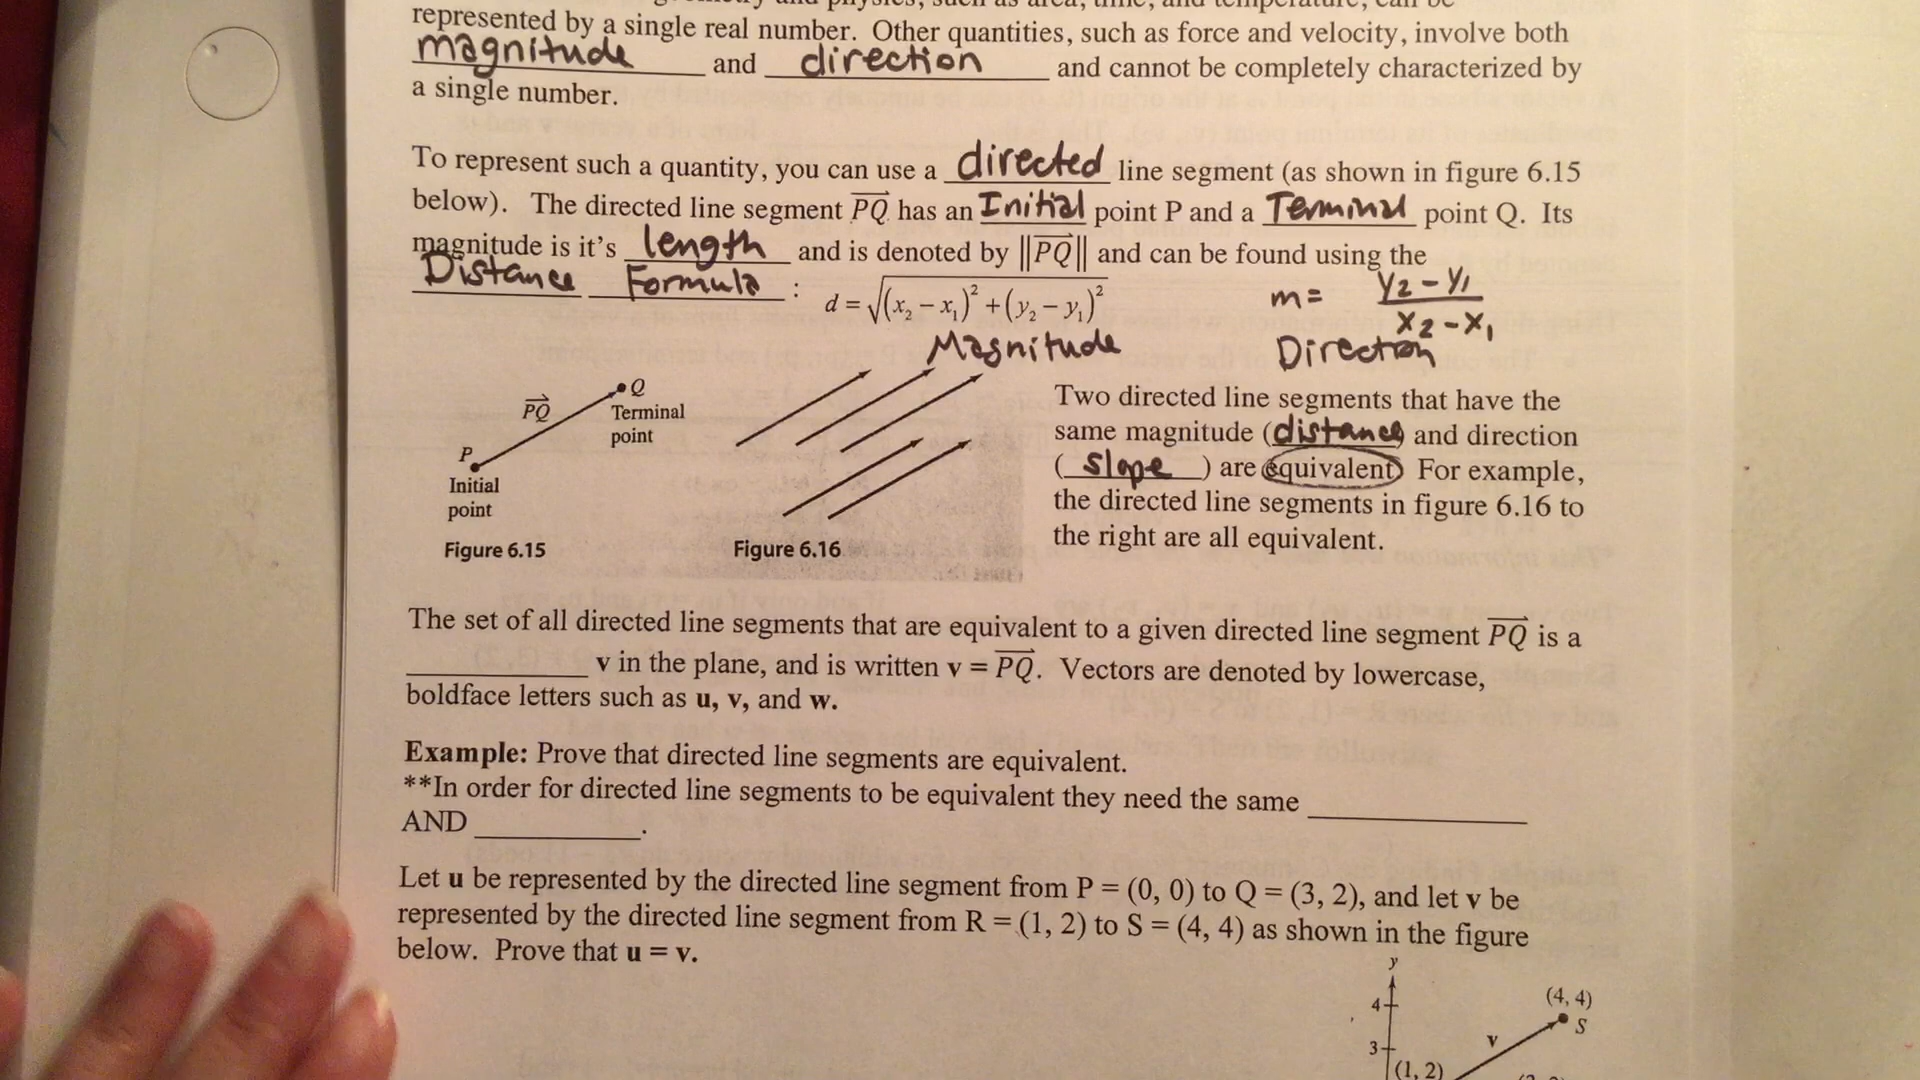 represented by a single real number. Other quantities, such as force and velocity, involve both
magnitude and direction and cannot be completely characterized by
a single number.
To represent such a quantity, you can use a directed line segment (as shown in figure 6.15
below). The directed line segment PQ has an Initial point P and a Terminal point Q. Its
magnitude is it's length and is denoted by ||PQ|| and can be found using the
Distance Formula : d = √(x₂ − x₁)² + (y₂ − y₁)²
m = y₂ − y₁
x₂ − x₁
Magnitude
Direction
PQ
Q
Terminal
point
P
Initial
point
Figure 6.15
Figure 6.16
Two directed line segments that have the
same magnitude (distance) and direction
( slope ) are equivalent) For example,
the directed line segments in figure 6.16 to
the right are all equivalent.
The set of all directed line segments that are equivalent to a given directed line segment PQ is a
____________ v in the plane, and is written v = PQ. Vectors are denoted by lowercase,
boldface letters such as u, v, and w.
Example: Prove that directed line segments are equivalent.
**In order for directed line segments to be equivalent they need the same ____________
AND ____________.
Let u be represented by the directed line segment from P = (0, 0) to Q = (3, 2), and let v be
represented by the directed line segment from R = (1, 2) to S = (4, 4) as shown in the figure
below. Prove that u = v.
y
4
(4, 4)
S
v
3
(1, 2)